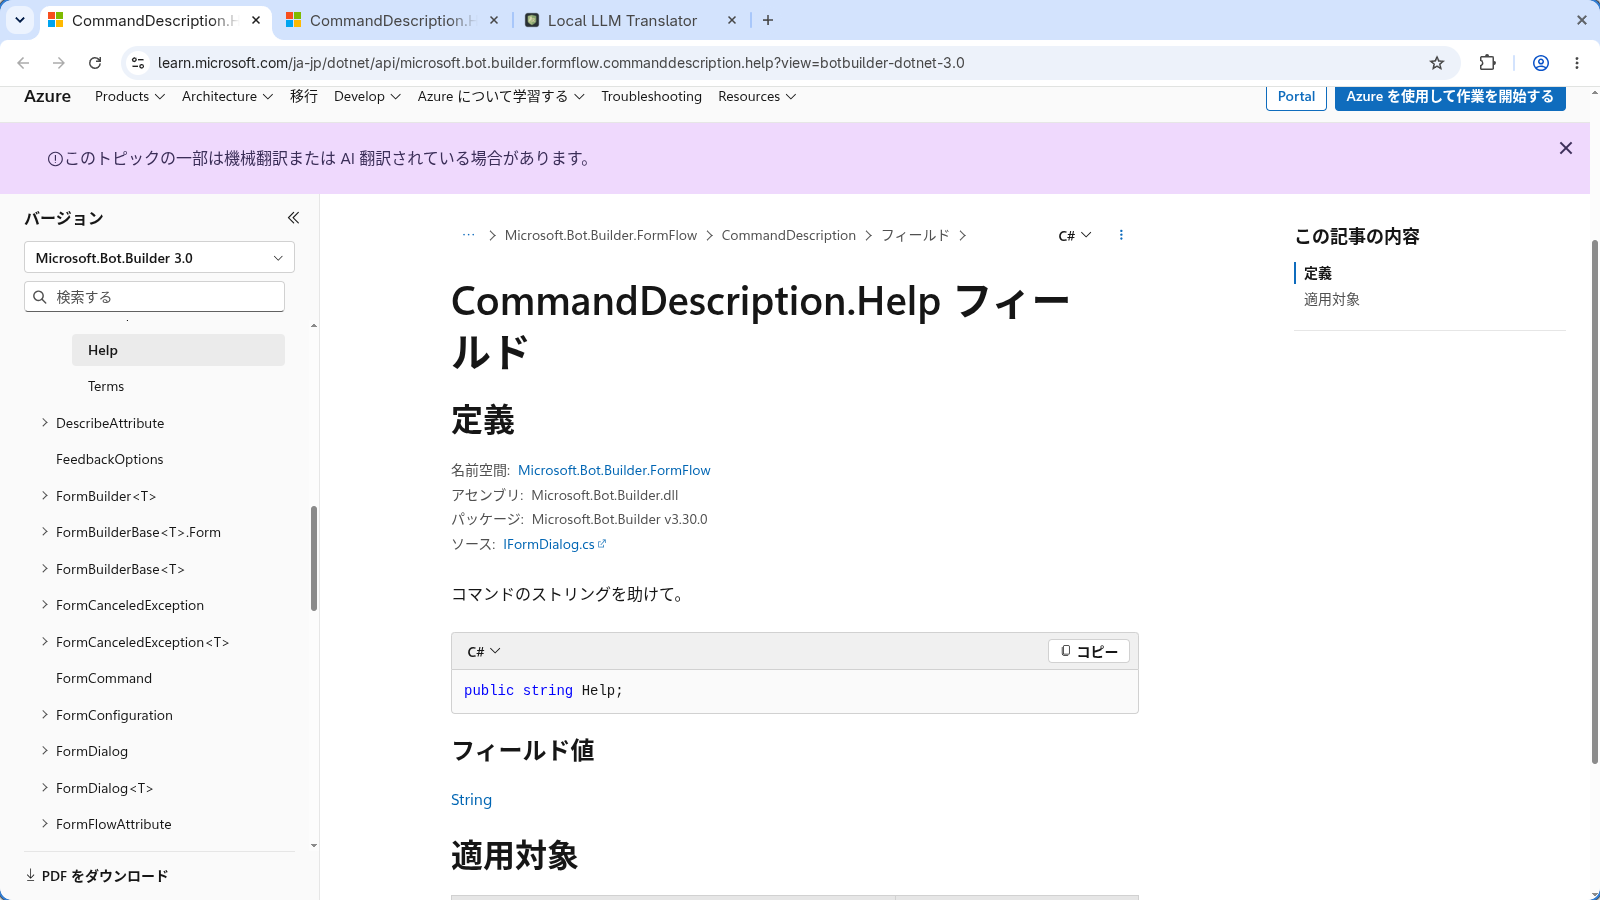 CommandDescription.H
CommandDescription.H
Local LLM Translator
learn.microsoft.com/ja-jp/dotnet/api/microsoft.bot.builder.formflow.commanddescription.help?view=botbuilder-dotnet-3.0
Azure
Products
Architecture
移行
Develop
Azure について学習する
Troubleshooting
Resources
Portal
Azure を使用して作業を開始する
このトピックの一部は機械翻訳または AI 翻訳されている場合があります。
バージョン
Microsoft.Bot.Builder 3.0
検索する
Help
Terms
DescribeAttribute
FeedbackOptions
FormBuilder<T>
FormBuilderBase<T>.Form
FormBuilderBase<T>
FormCanceledException
FormCanceledException<T>
FormCommand
FormConfiguration
FormDialog
FormDialog<T>
FormFlowAttribute
PDF をダウンロード
Microsoft.Bot.Builder.FormFlow
CommandDescription
フィールド
C#
CommandDescription.Help フィー
ルド
定義
名前空間: Microsoft.Bot.Builder.FormFlow
アセンブリ: Microsoft.Bot.Builder.dll
パッケージ: Microsoft.Bot.Builder v3.30.0
ソース: IFormDialog.cs
コマンドのストリングを助けて。
C#
コピー
public string Help;
フィールド値
String
適用対象
この記事の内容
定義
適用対象